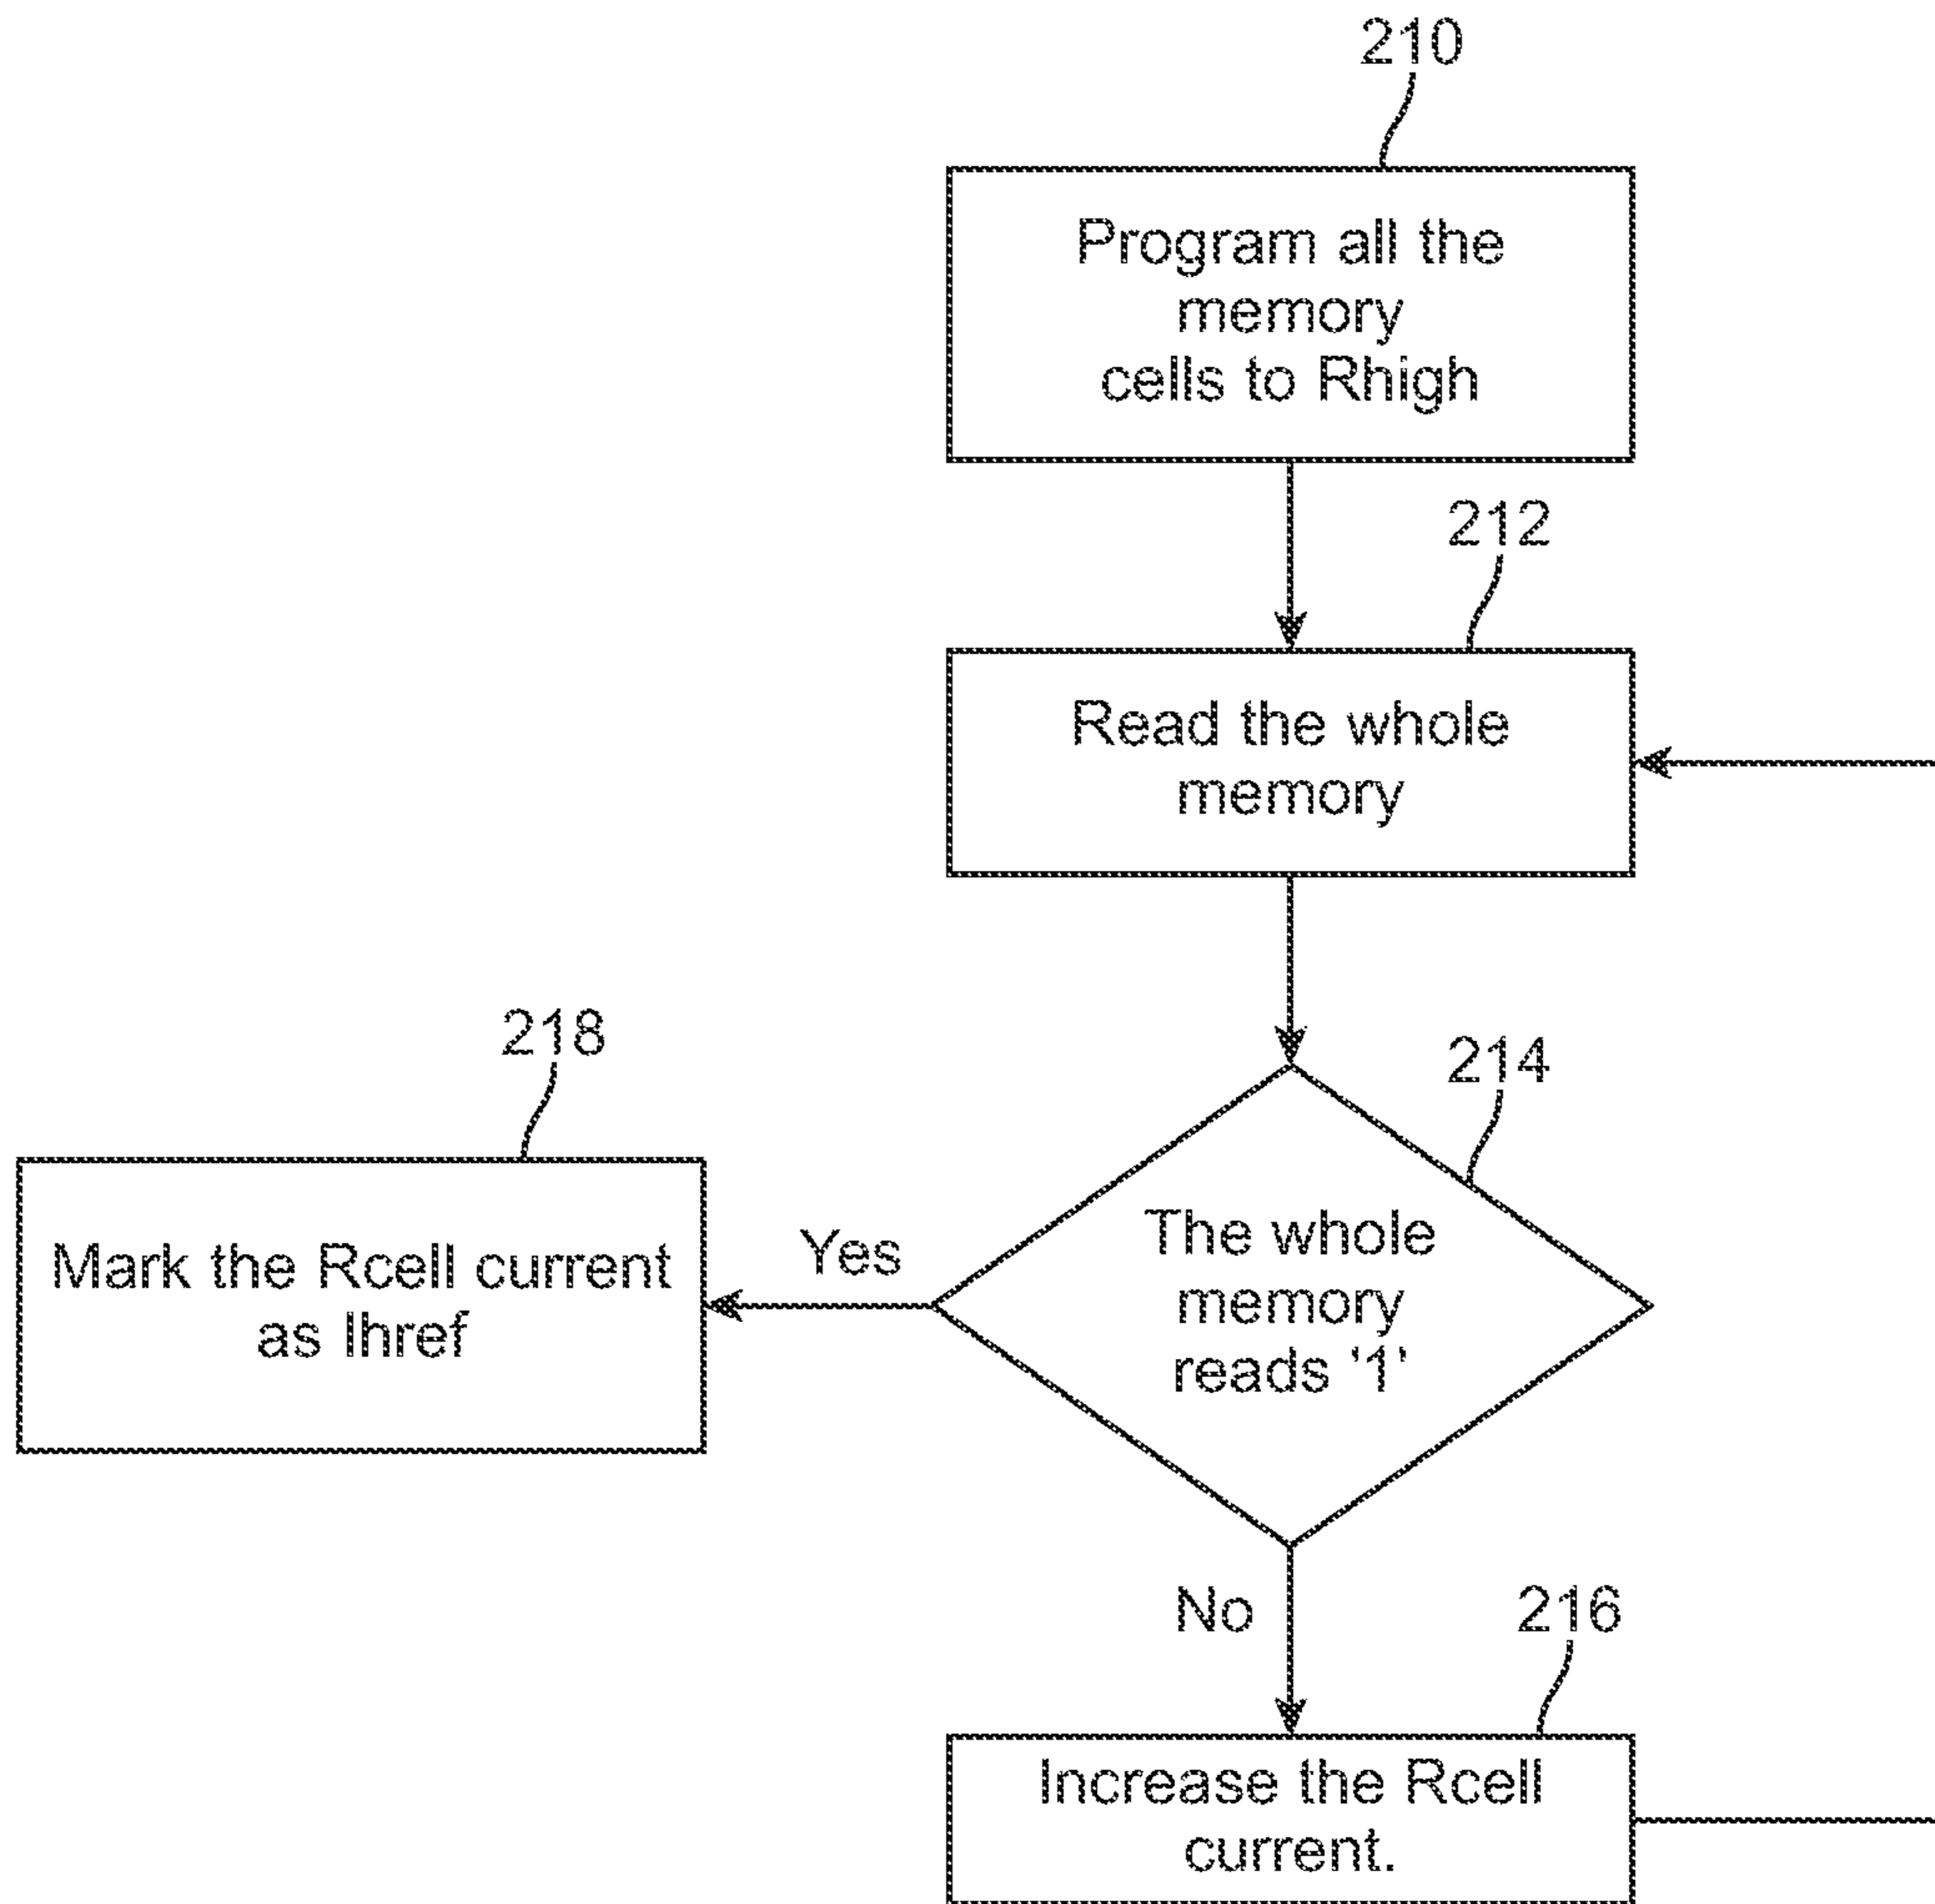 210
Program all the
memory
cells to Rhigh
212
Read the whole
memory
214
The whole
memory
reads '1'
Yes
218
Mark the Rcell current
as Ihref
No
216
Increase the Rcell
current.